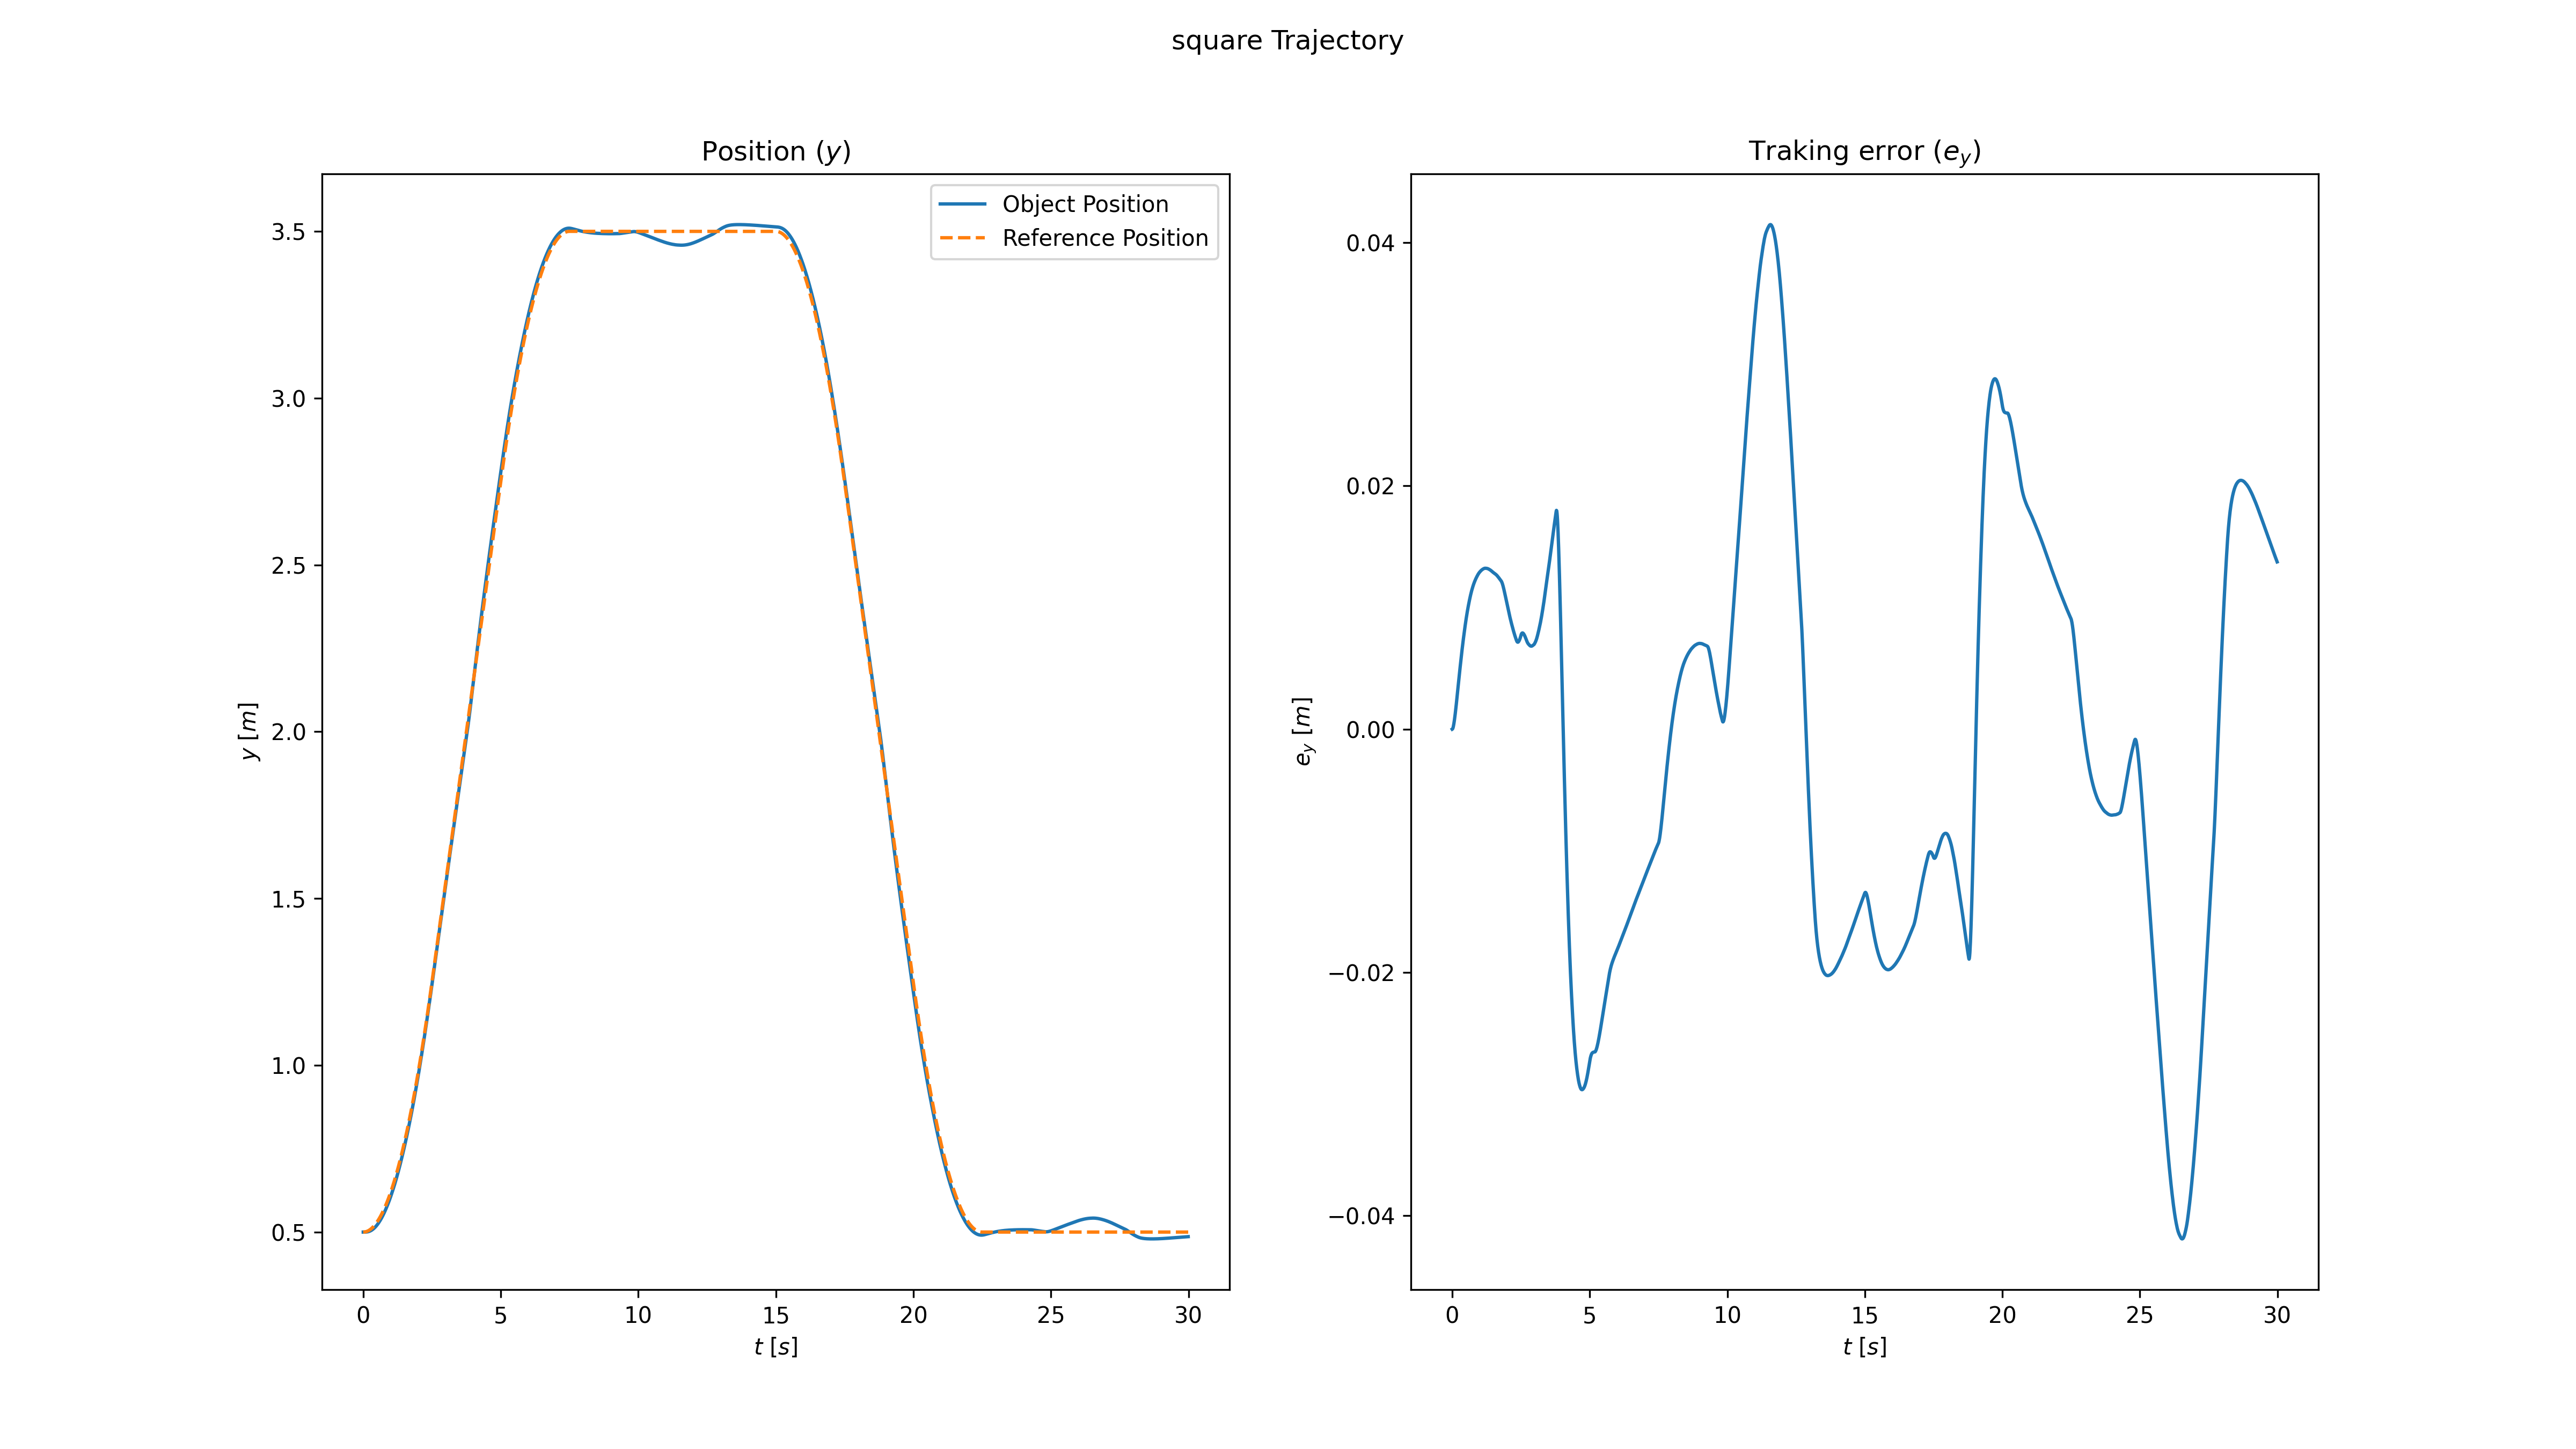 square Trajectory
Position (y)
Object Position
Reference Position
3.5
3.0
2.5
2.0
1.5
1.0
0.5
y [m]
0 5 10 15 20 25 30
t [s]
Traking error (e_y)
0.04
0.02
0.00
−0.02
−0.04
e_y [m]
0 5 10 15 20 25 30
t [s]